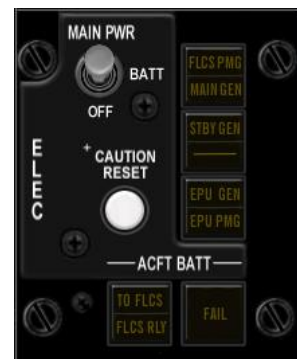 MAIN PWR
BATT
OFF
ELEC
+ CAUTION
RESET
FLCS PMG
MAIN GEN
STBY GEN
EPU GEN
EPU PMG
ACFT BATT
TO FLCS
FLCS RLY
FAIL